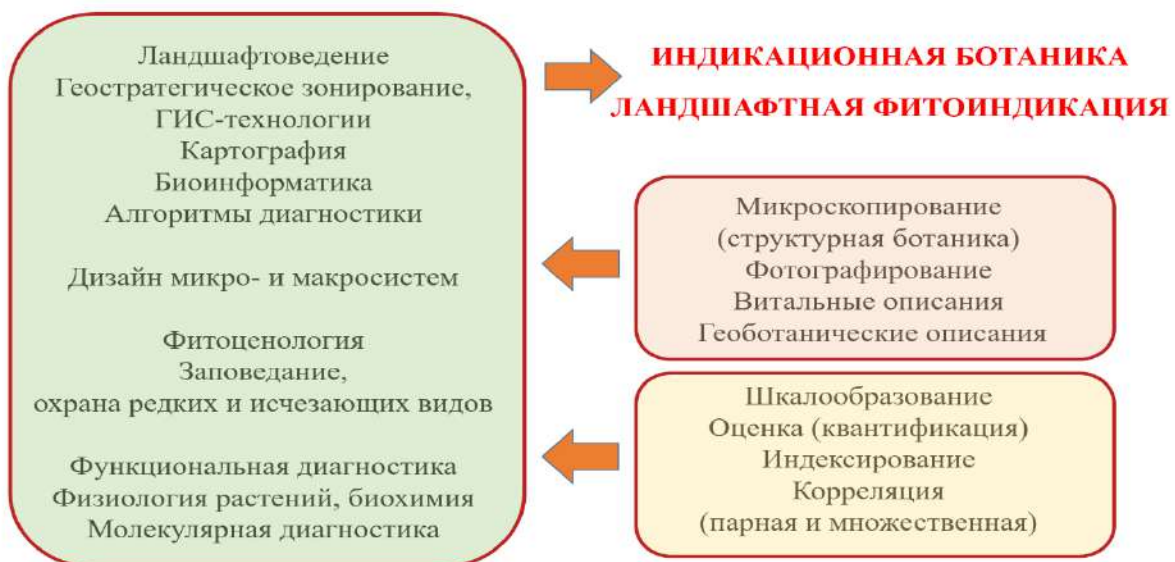 Ландшафтоведение
Геостратегическое зонирование,
ГИС-технологии
Картография
Биоинформатика
Алгоритмы диагностики
Дизайн микро- и макросистем
Фитоценология
Заповедание,
охрана редких и исчезающих видов
Функциональная диагностика
Физиология растений, биохимия
Молекулярная диагностика
ИНДИКАЦИОННАЯ БОТАНИКА
ЛАНДШАФТНАЯ ФИТОИНДИКАЦИЯ
Микроскопирование
(структурная ботаника)
Фотографирование
Витальные описания
Геоботанические описания
Шкалообразование
Оценка (квантификация)
Индексирование
Корреляция
(парная и множественная)